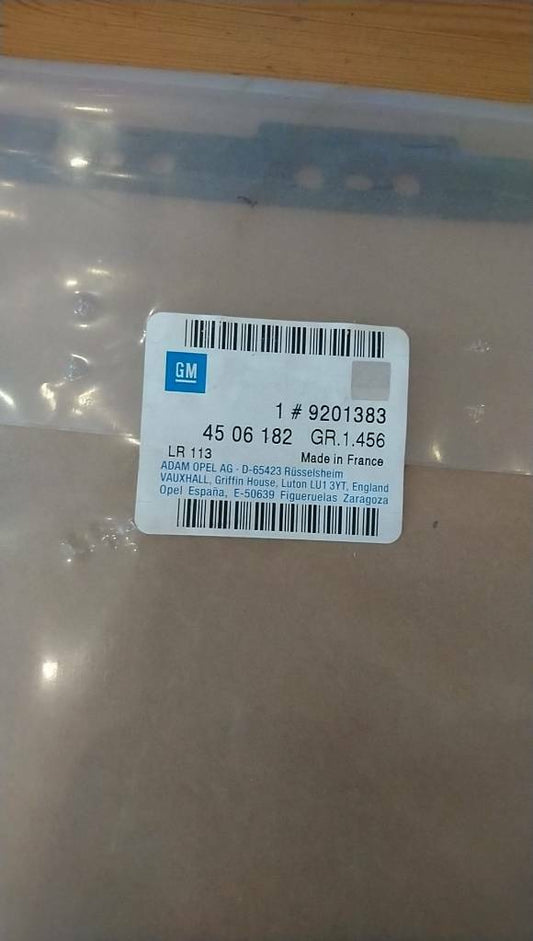 GM
1 # 9201383
45 06 182 GR.1.456
LR 113 Made in France
ADAM OPEL AG · D-65423 Rüsselsheim
VAUXHALL, Griffin House, Luton LU1 3YT, England
Opel España, E-50639 Figueruelas Zaragoza